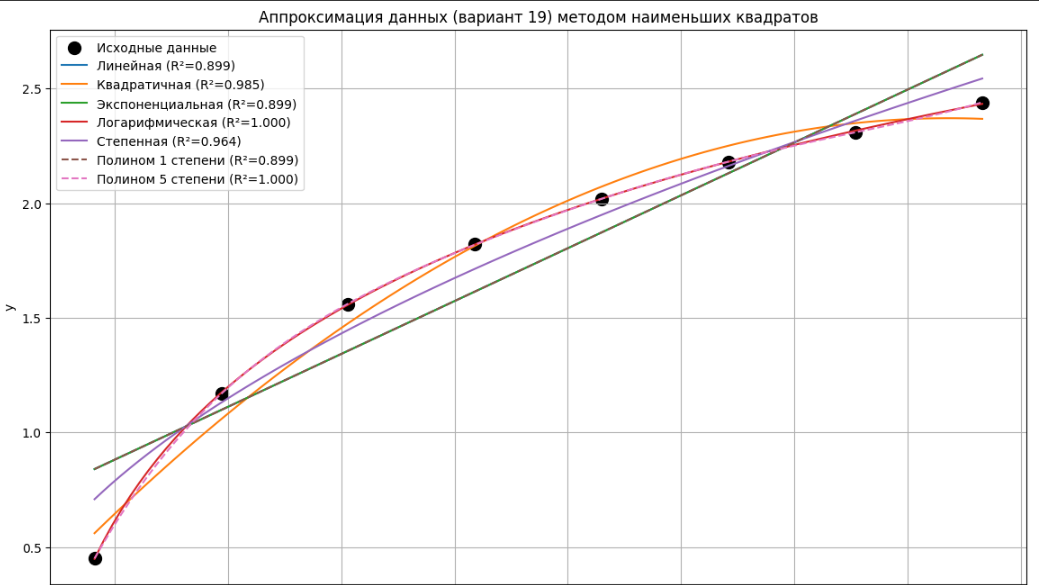 Аппроксимация данных (вариант 19) методом наименьших квадратов
Исходные данные
Линейная (R²=0.899)
Квадратичная (R²=0.985)
Экспоненциальная (R²=0.899)
Логарифмическая (R²=1.000)
Степенная (R²=0.964)
Полином 1 степени (R²=0.899)
Полином 5 степени (R²=1.000)
2.5
2.0
1.5
1.0
0.5
y